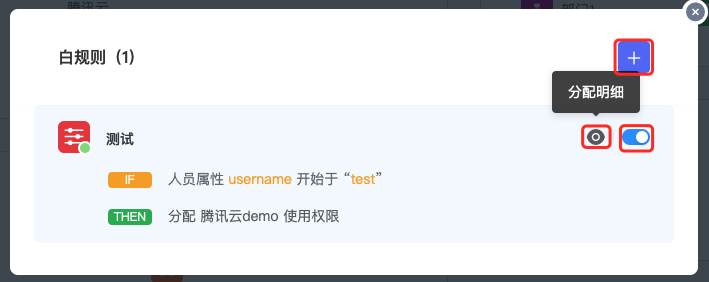 腾讯云
部门1
白规则（1）
分配明细
测试
IF 人员属性 username 开始于 “test”
THEN 分配 腾讯云demo 使用权限